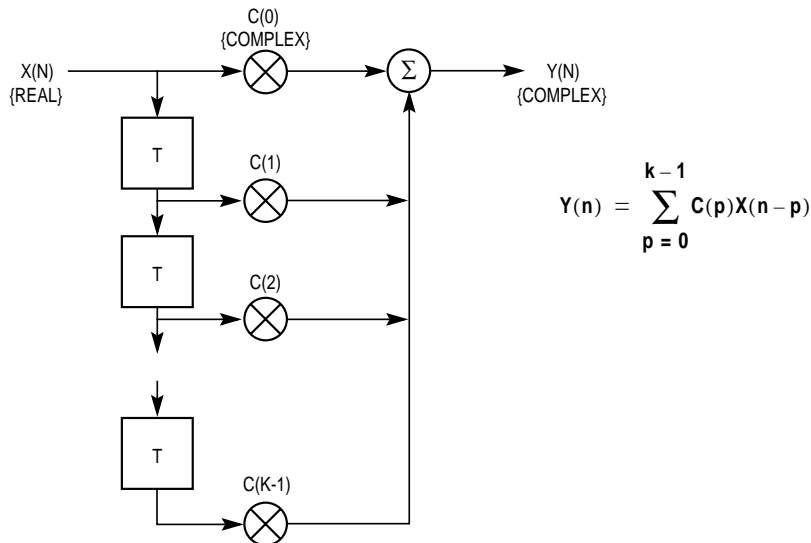 C(0)
{COMPLEX}
X(N)
{REAL}
Σ
Y(N)
{COMPLEX}
T
C(1)
k – 1
Y(n) = ∑ C(p)X(n – p)
p = 0
T
C(2)
T
C(K-1)